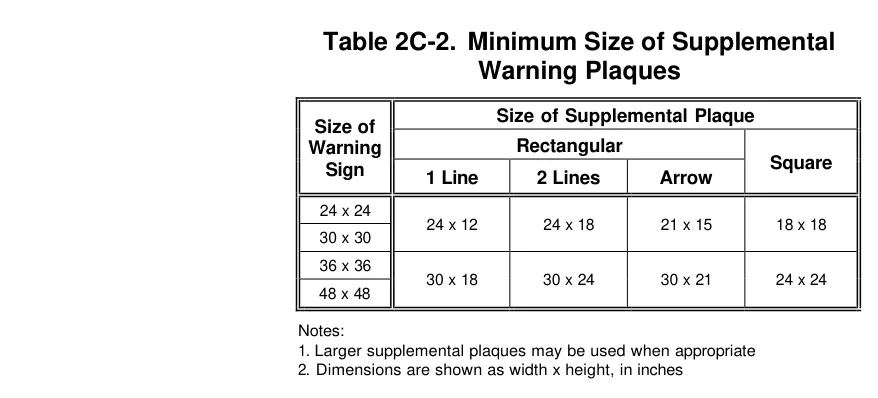 Table 2C-2. Minimum Size of Supplemental
Warning Plaques
Size of
Warning
Sign
Size of Supplemental Plaque
Rectangular
Square
1 Line
2 Lines
Arrow
24 x 24
30 x 30
24 x 12
24 x 18
21 x 15
18 x 18
36 x 36
48 x 48
30 x 18
30 x 24
30 x 21
24 x 24
Notes:
1. Larger supplemental plaques may be used when appropriate
2. Dimensions are shown as width x height, in inches